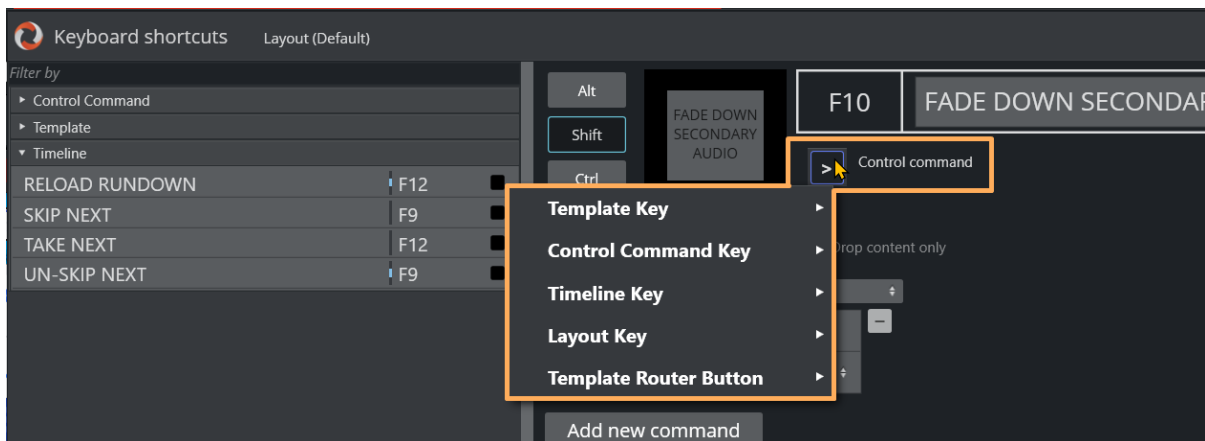 Keyboard shortcuts Layout (Default)
Filter by
Control Command
Template
Timeline
RELOAD RUNDOWN F12
SKIP NEXT F9
TAKE NEXT F12
UN-SKIP NEXT F9
Alt
Shift
Ctrl
FADE DOWN
SECONDARY
AUDIO
F10 FADE DOWN SECONDAR
> Control command
Drop content only
Template Key
Control Command Key
Timeline Key
Layout Key
Template Router Button
Add new command